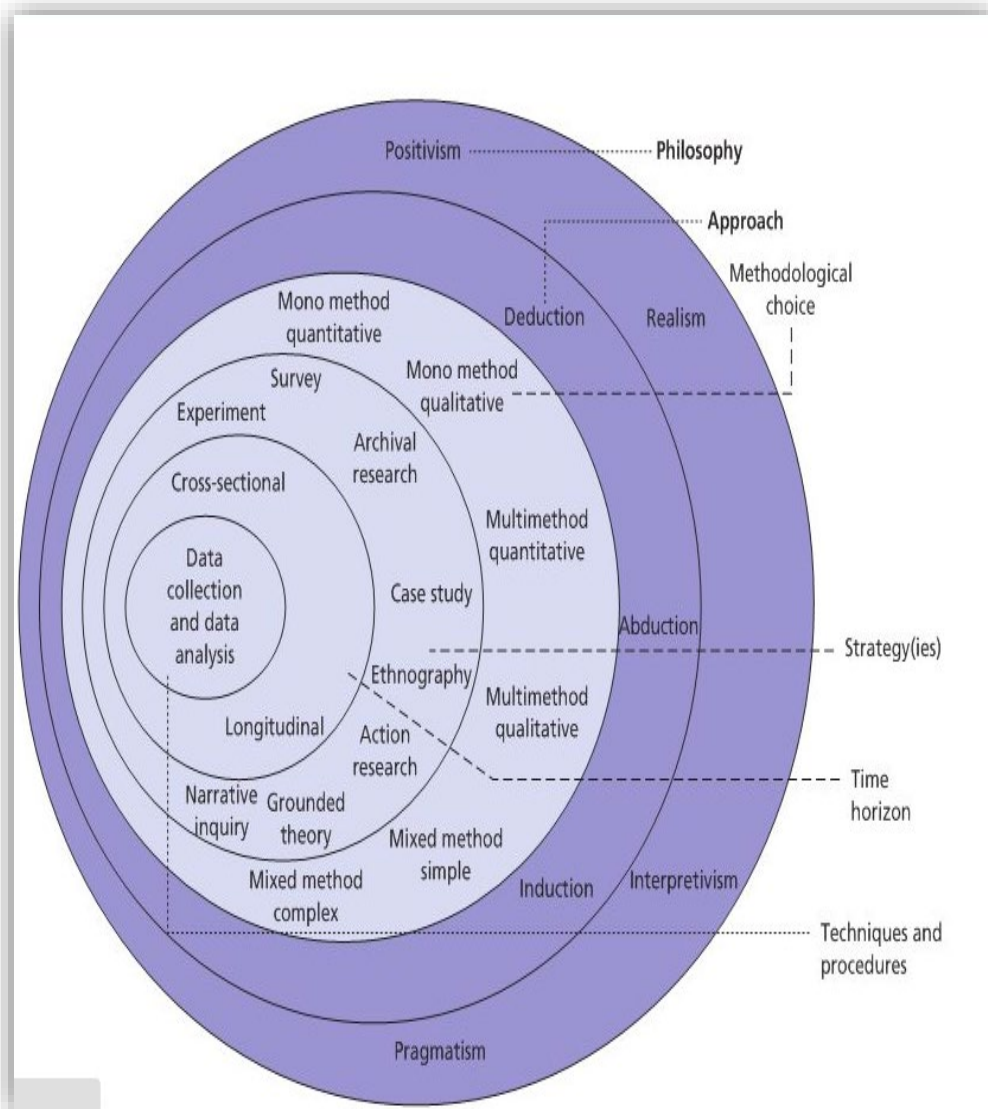 Positivism
Philosophy
Approach
Methodological
choice
Mono method
quantitative
Deduction
Realism
Survey
Mono method
qualitative
Experiment
Archival
research
Cross-sectional
Multimethod
quantitative
Data
collection
and data
analysis
Case study
Abduction
Strategy(ies)
Ethnography
Multimethod
qualitative
Longitudinal
Action
research
Time
horizon
Narrative
inquiry
Grounded
theory
Mixed method
simple
Mixed method
complex
Induction
Interpretivism
Techniques and
procedures
Pragmatism